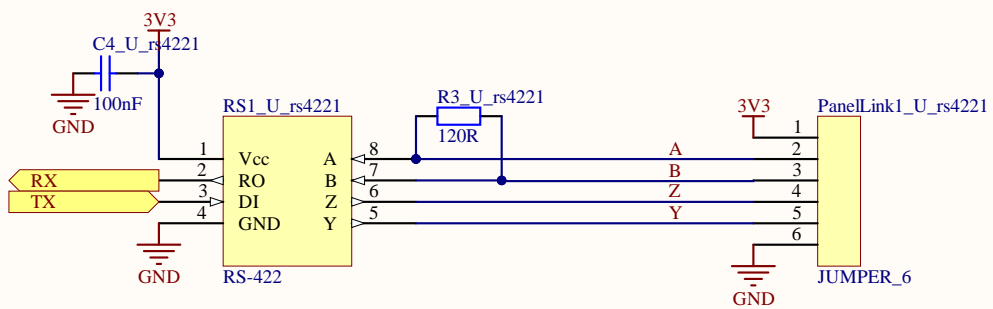 3V3
C4_U_rs4221
100nF
GND
RS1_U_rs4221
R3_U_rs4221
120R
3V3
PanelLink1_U_rs4221
1 Vcc A 8 A 1
2 RO B 7 B 2
3 DI Z 6 Z 3
4 GND Y 5 Y 4
5
6
RX
TX
GND
RS-422
GND
JUMPER_6